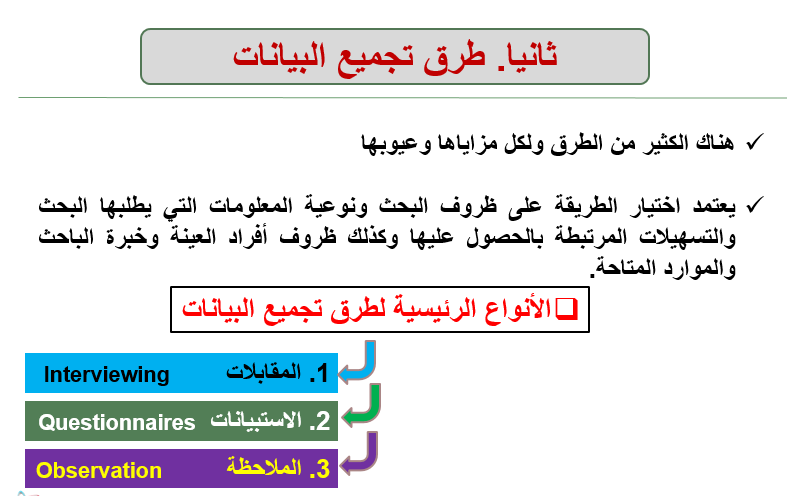 ثانيا. طرق تجميع البيانات
✓ هناك الكثير من الطرق ولكل مزاياها وعيوبها
✓ يعتمد اختيار الطريقة على ظروف البحث ونوعية المعلومات التي يطلبها البحث
والتسهيلات المرتبطة بالحصول عليها وكذلك ظروف أفراد العينة وخبرة الباحث
والموارد المتاحة.
❑ الأنواع الرئيسية لطرق تجميع البيانات
1. المقابلات Interviewing
2. الاستبيانات Questionnaires
3. الملاحظة Observation